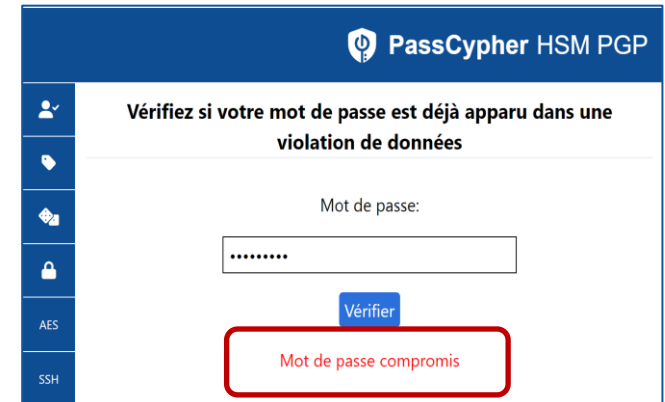 PassCypher HSM PGP
Vérifiez si votre mot de passe est déjà apparu dans une
violation de données
Mot de passe:
•••••••••
Vérifier
AES
Mot de passe compromis
SSH